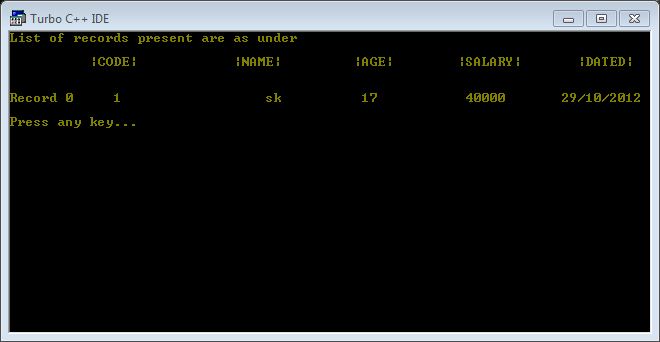 Turbo C++ IDE
List of records present are as under
|CODE| |NAME| |AGE| |SALARY| |DATED|
Record 0 1 sk 17 40000 29/10/2012
Press any key...